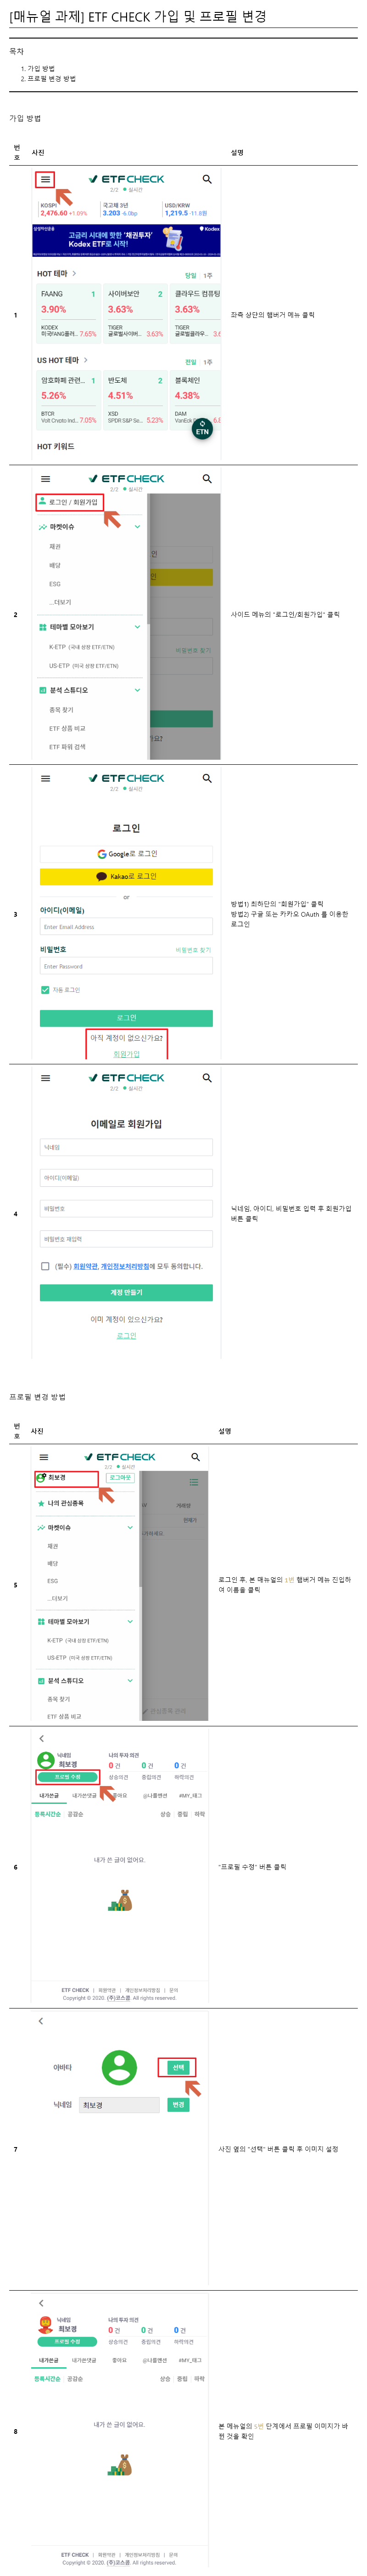 [매뉴얼 과제] ETF CHECK 가입 및 프로필 변경
목차
1. 가입 방법
2. 프로필 변경 방법
가입 방법
번호 사진 설명
ETFCHECK
2/2 실시간
KOSPI 국고채 3년 USD/KRW
2,476.60 +1.09% 3.203 -6.0bp 1,219.5 -11.8원
삼성자산운용
고금리 시대에 핫한 '채권투자'
Kodex ETF로 시작!
Kodex
HOT 테마 당일 1주
FAANG 1 사이버보안 2 클라우드 컴퓨팅
3.90% 3.63% 3.63%
KODEX TIGER TIGER
미국FANG플러.. 7.65% 글로벌사이버.. 3.63% 글로벌클라우.. 3.6
US HOT 테마 전일 1주
암호화폐 관련... 1 반도체 2 블록체인
5.26% 4.51% 4.38%
BTCR XSD DAM
Volt Crypto Ind... 7.05% SPDR S&P Se... 5.23% VanEck 6.0
ETN
HOT 키워드
1 좌측 상단의 햄버거 메뉴 클릭
ETFCHECK
2/2 실시간
로그인 / 회원가입
마켓이슈
채권
배당
ESG
...더보기
테마별 모아보기
K-ETP (국내 상장 ETF/ETN)
US-ETP (미국 상장 ETF/ETN)
분석 스튜디오
종목 찾기
ETF 상품 비교
ETF 파워 검색
인
인
비밀번호 찾기
가요?
2 사이드 메뉴의 "로그인/회원가입" 클릭
ETFCHECK
2/2 실시간
로그인
Google로 로그인
Kakao로 로그인
or
아이디(이메일)
Enter Email Address
비밀번호 비밀번호 찾기
Enter Password
자동 로그인
로그인
아직 계정이 없으신가요?
회원가입
3 방법1) 최하단의 "회원가입" 클릭
방법2) 구글 또는 카카오 OAuth 를 이용한
로그인
ETFCHECK
2/2 실시간
이메일로 회원가입
닉네임
아이디(이메일)
비밀번호
비밀번호 재입력
(필수) 회원약관, 개인정보처리방침에 모두 동의합니다.
계정 만들기
이미 계정이 있으신가요?
로그인
4 닉네임, 아이디, 비밀번호 입력 후 회원가입
버튼 클릭
프로필 변경 방법
번호 사진 설명
ETFCHECK
2/2 실시간
최보경 로그아웃
나의 관심종목
마켓이슈
채권
배당
ESG
...더보기
테마별 모아보기
K-ETP (국내 상장 ETF/ETN)
US-ETP (미국 상장 ETF/ETN)
분석 스튜디오
종목 찾기
ETF 상품 비교
거래량
관심종목 관리
5 로그인 후, 본 매뉴얼의 1번 햄버거 메뉴 진입하
여 이름을 클릭
닉네임 나의 투자 의견
최보경 0 건 0 건 0 건
프로필 수정 상승의견 중립의견 하락의견
내가쓴글 내가쓴댓글 좋아요 @나를멘션 #MY_태그
등록시간순 공감순 상승 중립 하락
내가 쓴 글이 없어요.
ETF CHECK | 회원약관 | 개인정보처리방침 | 문의
Copyright © 2020. (주)코스콤. All rights reserved.
6 "프로필 수정" 버튼 클릭
아바타 선택
닉네임 최보경 변경
7 사진 옆의 "선택" 버튼 클릭 후 이미지 설정
닉네임 나의 투자 의견
최보경 0 건 0 건 0 건
프로필 수정 상승의견 중립의견 하락의견
내가쓴글 내가쓴댓글 좋아요 @나를멘션 #MY_태그
등록시간순 공감순 상승 중립 하락
내가 쓴 글이 없어요.
ETF CHECK | 회원약관 | 개인정보처리방침 | 문의
Copyright © 2020. (주)코스콤. All rights reserved.
8 본 메뉴얼의 5번 단계에서 프로필 이미지가 바
뀐 것을 확인